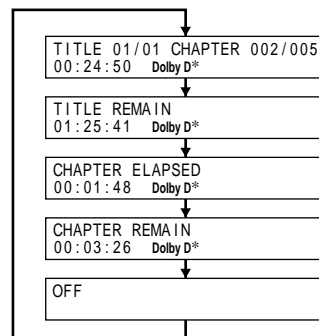 TITLE 01/01 CHAPTER 002/005
00:24:50 Dolby D*
TITLE REMAIN
01:25:41 Dolby D*
CHAPTER ELAPSED
00:01:48 Dolby D*
CHAPTER REMAIN
00:03:26 Dolby D*
OFF